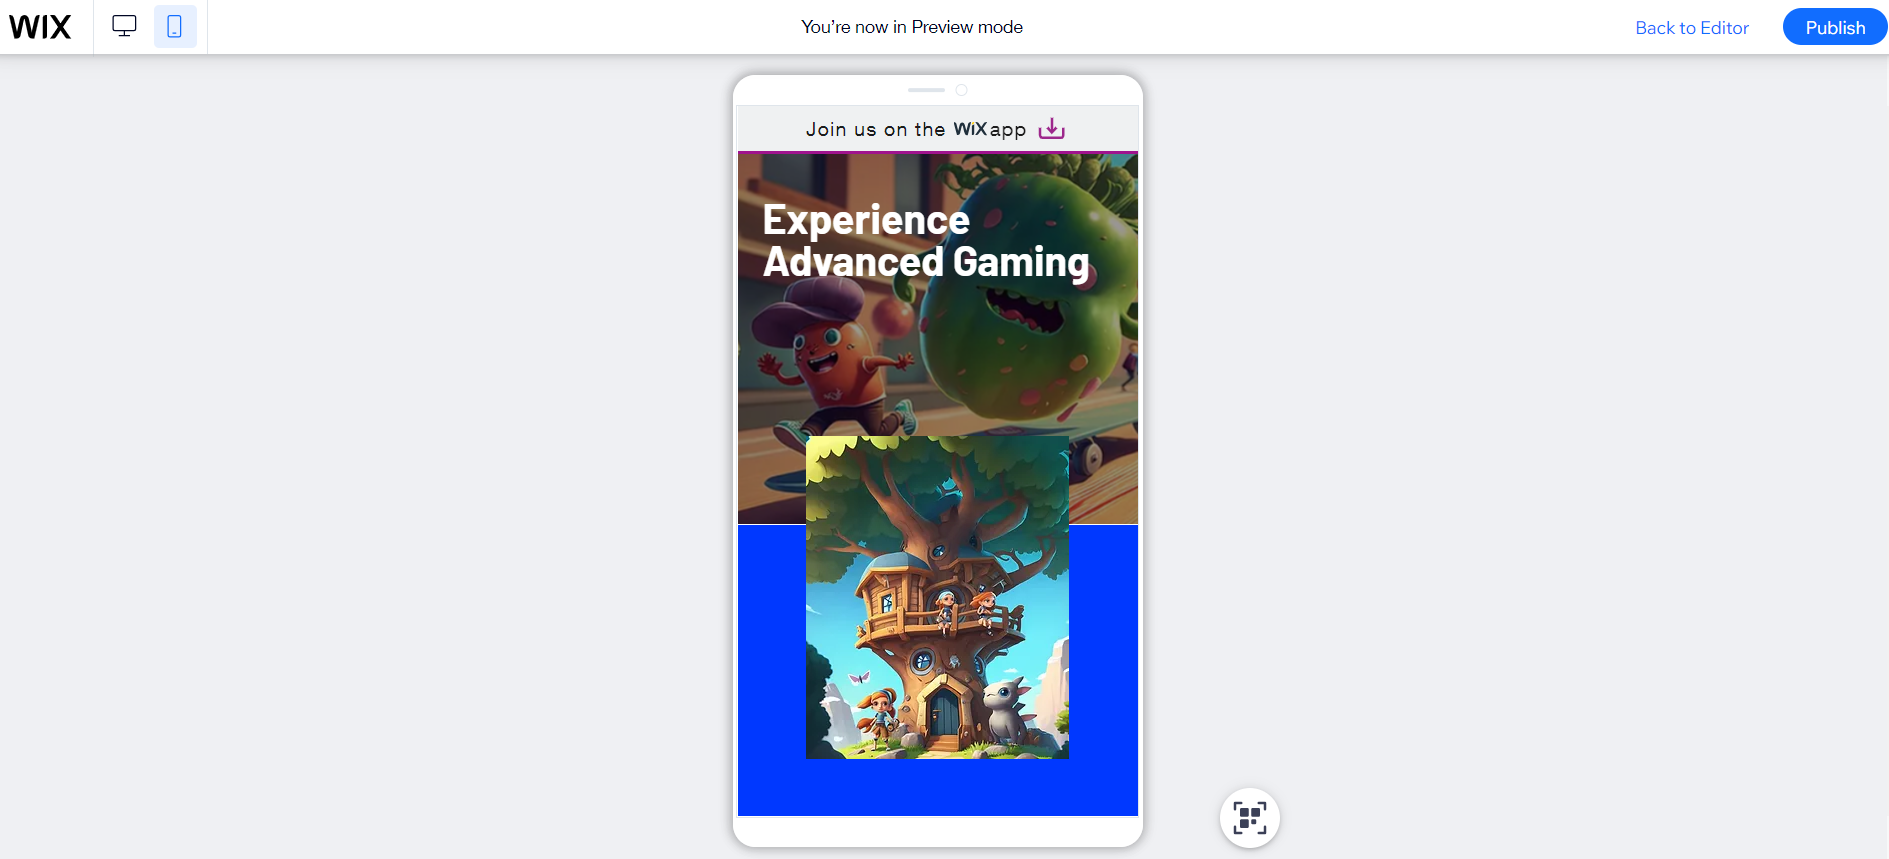 WIX
You're now in Preview mode
Back to Editor
Publish
Join us on the WiX app
Experience
Advanced Gaming